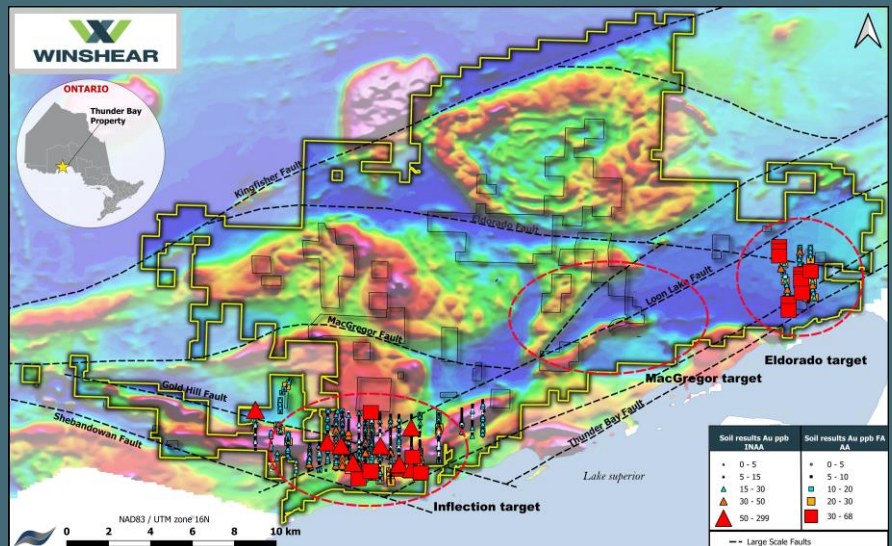 WINSHEAR
ONTARIO
Thunder Bay
Property
Kingfisher Fault
Eldorado Fault
Loon Lake Fault
MacGregor Fault
Eldorado target
MacGregor target
Gold Hill Fault
Shebandowan Fault
Thunder Bay Fault
Lake superior
Inflection target
Soil results Au ppb
INAA
0 - 5
5 - 15
15 - 30
30 - 50
50 - 299
Soil results Au ppb FA
AA
0 - 5
5 - 10
10 - 20
20 - 30
30 - 68
Large Scale Faults
NAD83 / UTM zone 16N
0 2 4 6 8 10 km